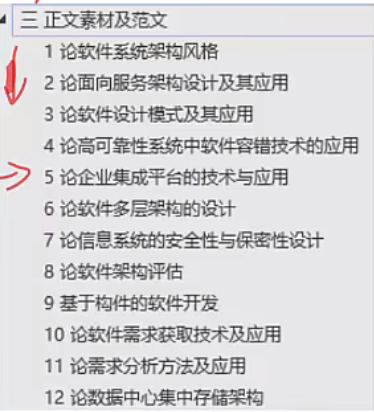 三 正文素材及范文
1 论软件系统架构风格
2 论面向服务架构设计及其应用
3 论软件设计模式及其应用
4 论高可靠性系统中软件容错技术的应用
5 论企业集成平台的技术与应用
6 论软件多层架构的设计
7 论信息系统的安全性与保密性设计
8 论软件架构评估
9 基于构件的软件开发
10 论软件需求获取技术及应用
11 论需求分析方法及应用
12 论数据中心集中存储架构